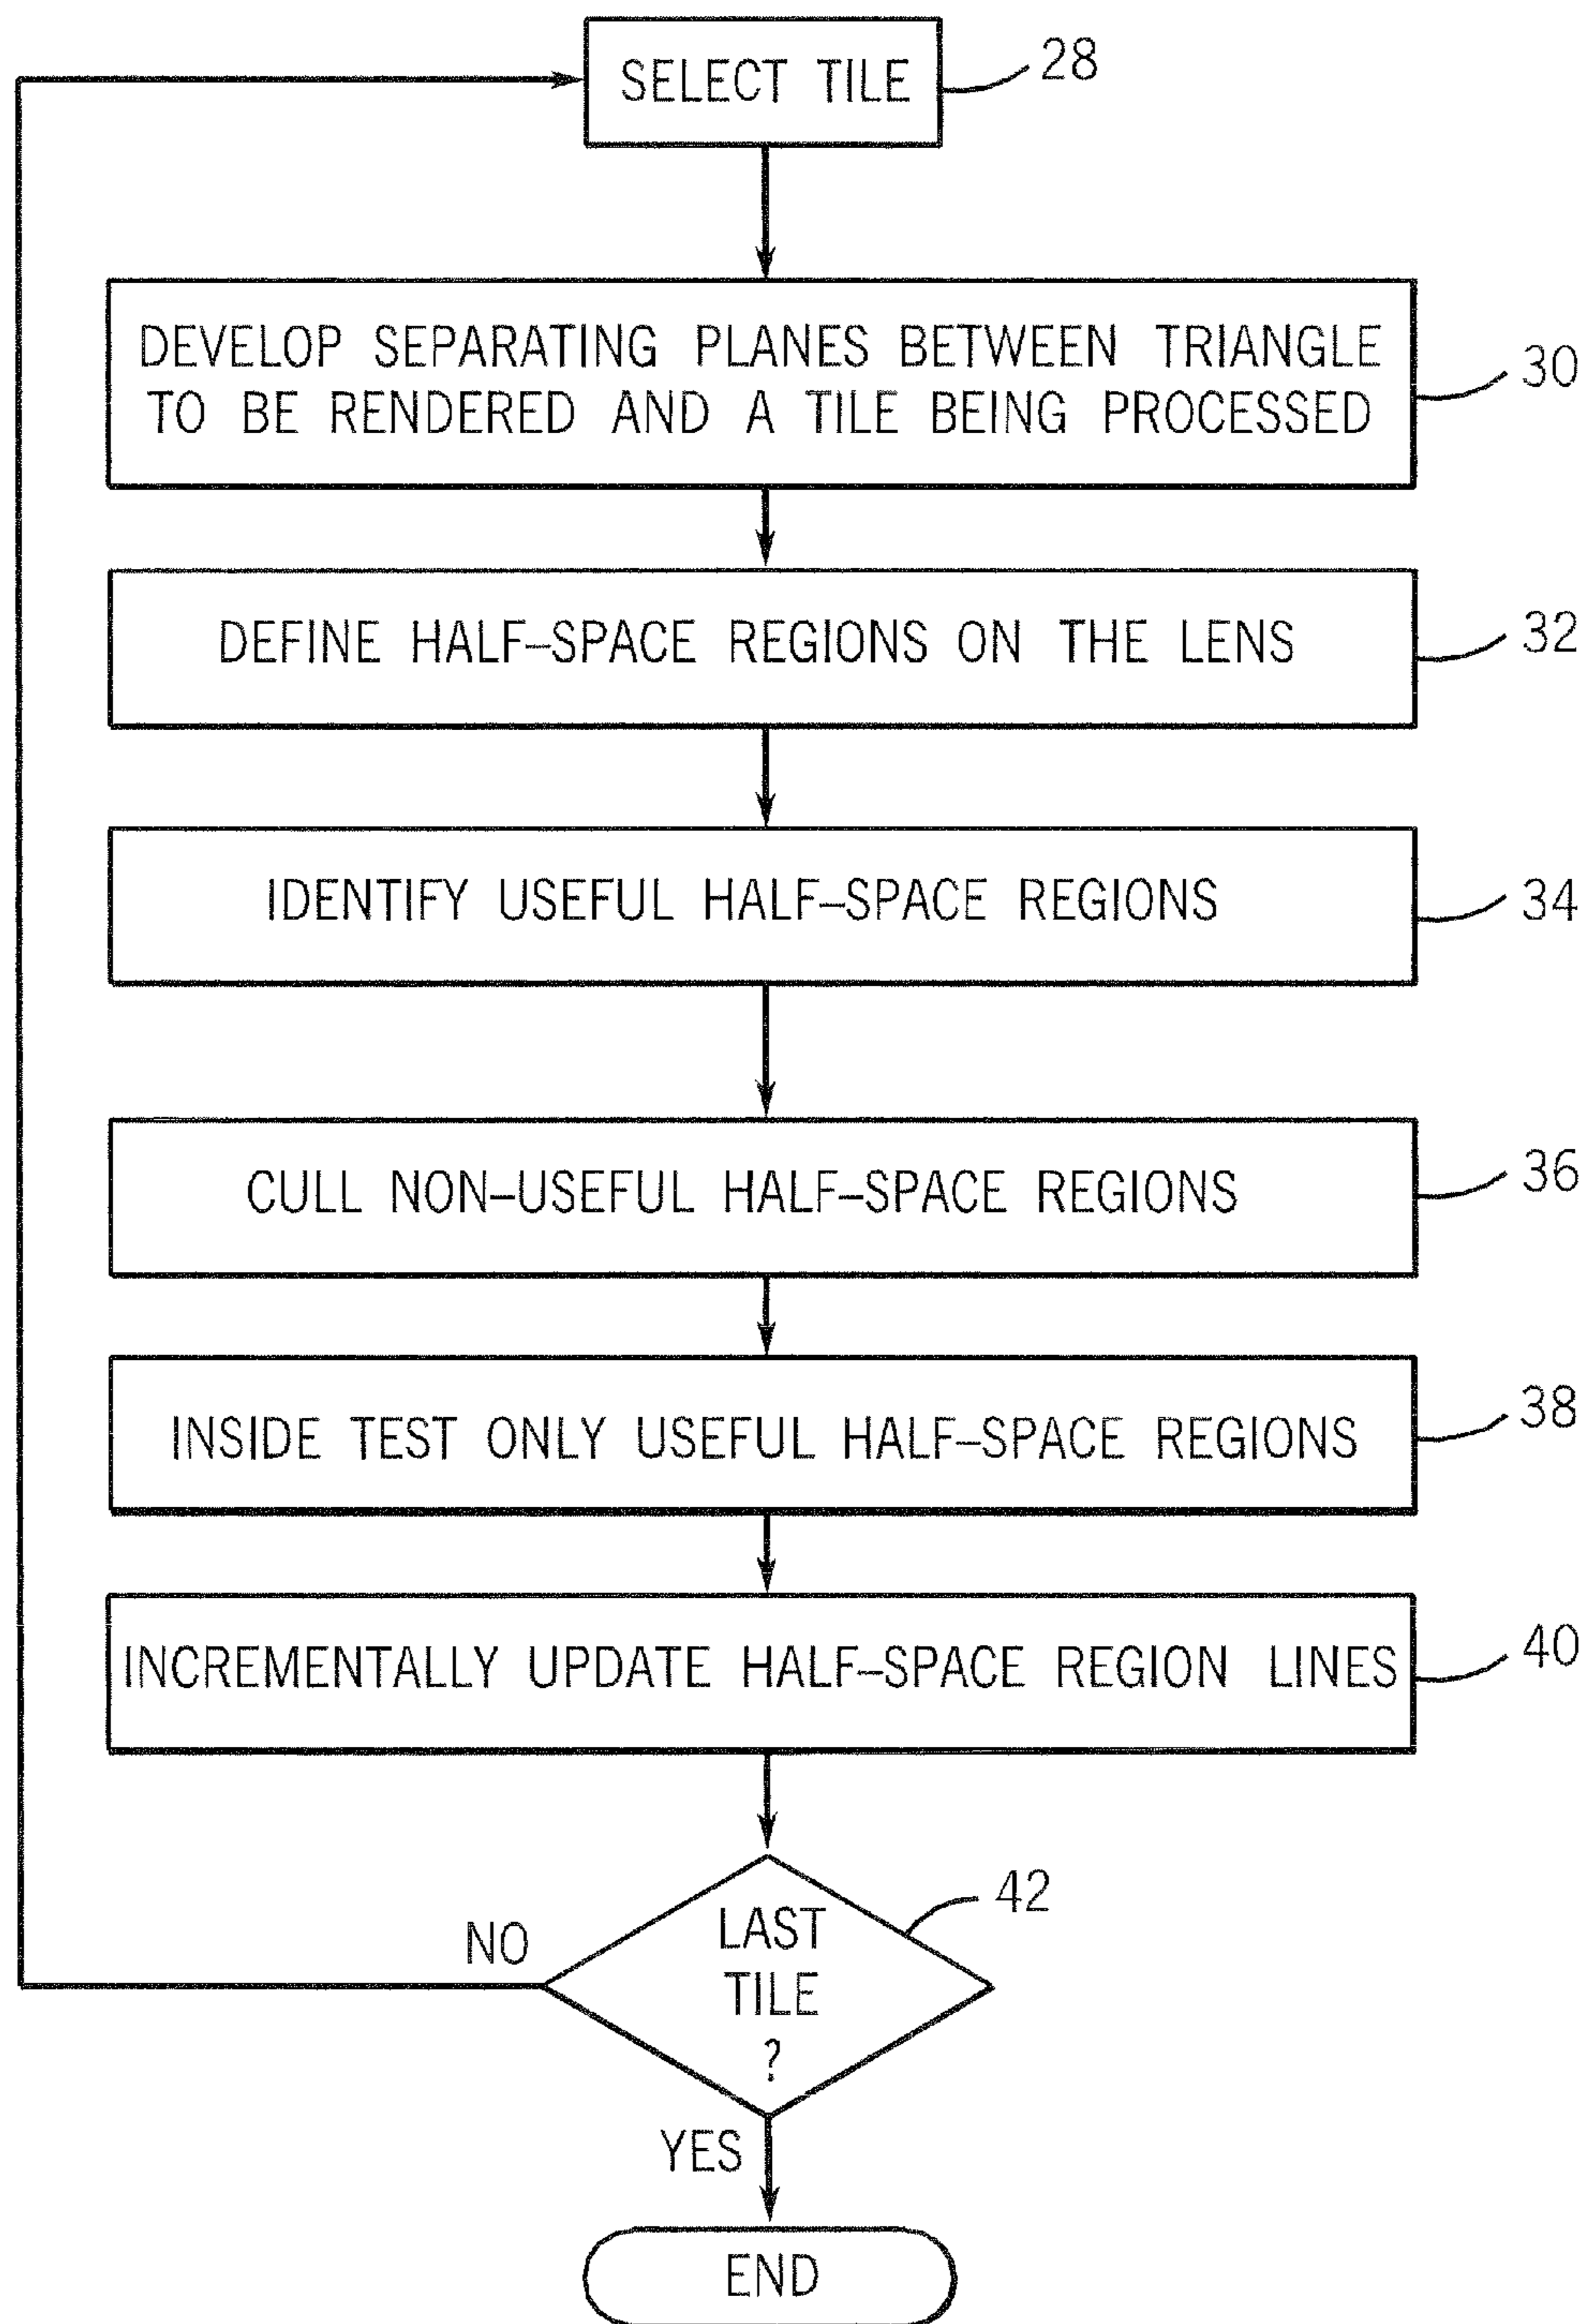 SELECT TILE
28
DEVELOP SEPARATING PLANES BETWEEN TRIANGLE
TO BE RENDERED AND A TILE BEING PROCESSED
30
DEFINE HALF–SPACE REGIONS ON THE LENS
32
IDENTIFY USEFUL HALF–SPACE REGIONS
34
CULL NON–USEFUL HALF–SPACE REGIONS
36
INSIDE TEST ONLY USEFUL HALF–SPACE REGIONS
38
INCREMENTALLY UPDATE HALF–SPACE REGION LINES
40
LAST
TILE
?
42
NO
YES
END